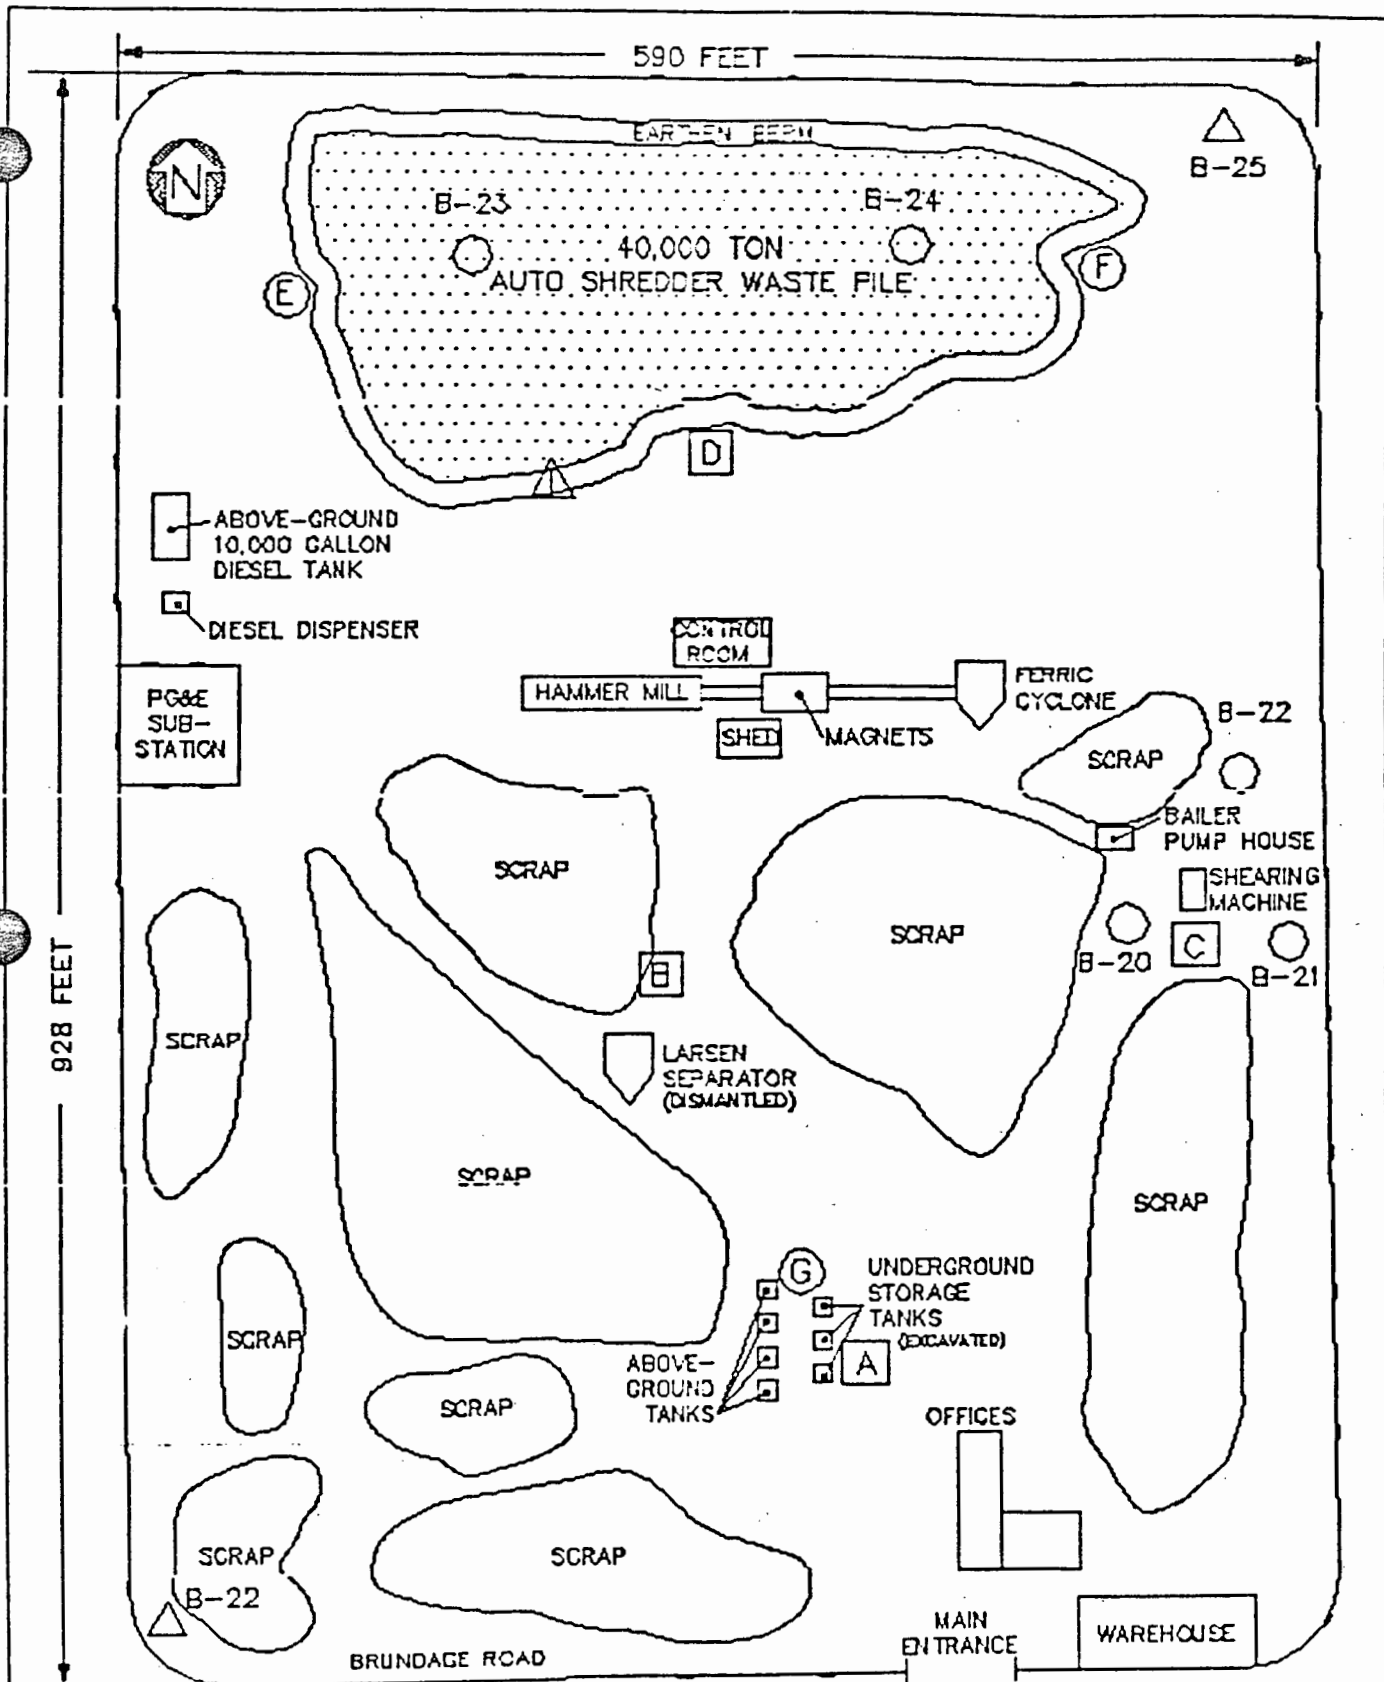 590 FEET
EARTHEN BERM
N
B-25
B-23
B-24
40,000 TON
AUTO SHREDDER WASTE PILE
E
F
D
ABOVE-GROUND
10,000 GALLON
DIESEL TANK
DIESEL DISPENSER
CONTROL
ROOM
HAMMER MILL
FERRIC
CYCLONE
PG&E
SUB-
STATION
SHED
MAGNETS
B-22
SCRAP
BAILER
PUMP HOUSE
SCRAP
SHEARING
MACHINE
SCRAP
B-20
C
B-21
B
928 FEET
SCRAP
LARSEN
SEPARATOR
(DISMANTLED)
SCRAP
SCRAP
G
UNDERGROUND
STORAGE
TANKS
(EXCAVATED)
SCRAP
A
ABOVE-
GROUND
TANKS
SCRAP
OFFICES
SCRAP
SCRAP
B-22
MAIN
ENTRANCE
WAREHOUSE
BRUNDAGE ROAD